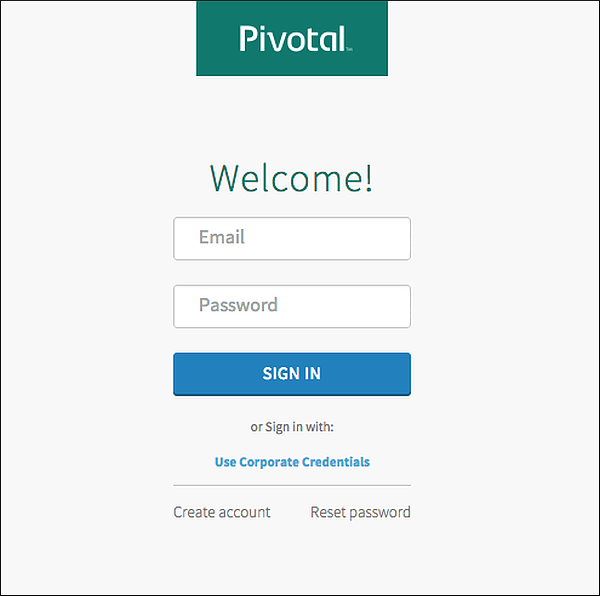 Pivotal
Welcome!
Email
Password
SIGN IN
or Sign in with:
Use Corporate Credentials
Create account Reset password